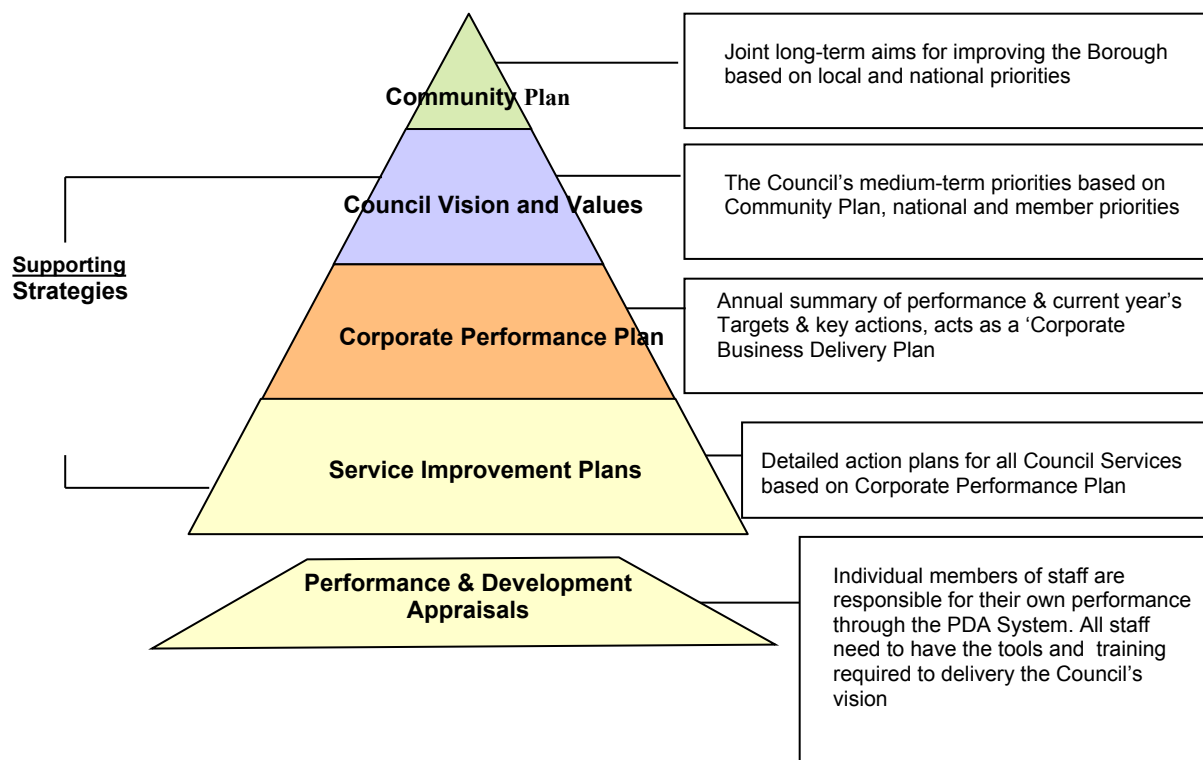 Community Plan
Joint long-term aims for improving the Borough
based on local and national priorities
Council Vision and Values
The Council’s medium-term priorities based on
Community Plan, national and member priorities
Supporting
Strategies
Corporate Performance Plan
Annual summary of performance & current year’s
Targets & key actions, acts as a ‘Corporate
Business Delivery Plan
Service Improvement Plans
Detailed action plans for all Council Services
based on Corporate Performance Plan
Performance & Development
Appraisals
Individual members of staff are
responsible for their own performance
through the PDA System. All staff
need to have the tools and  training
required to delivery the Council’s
vision